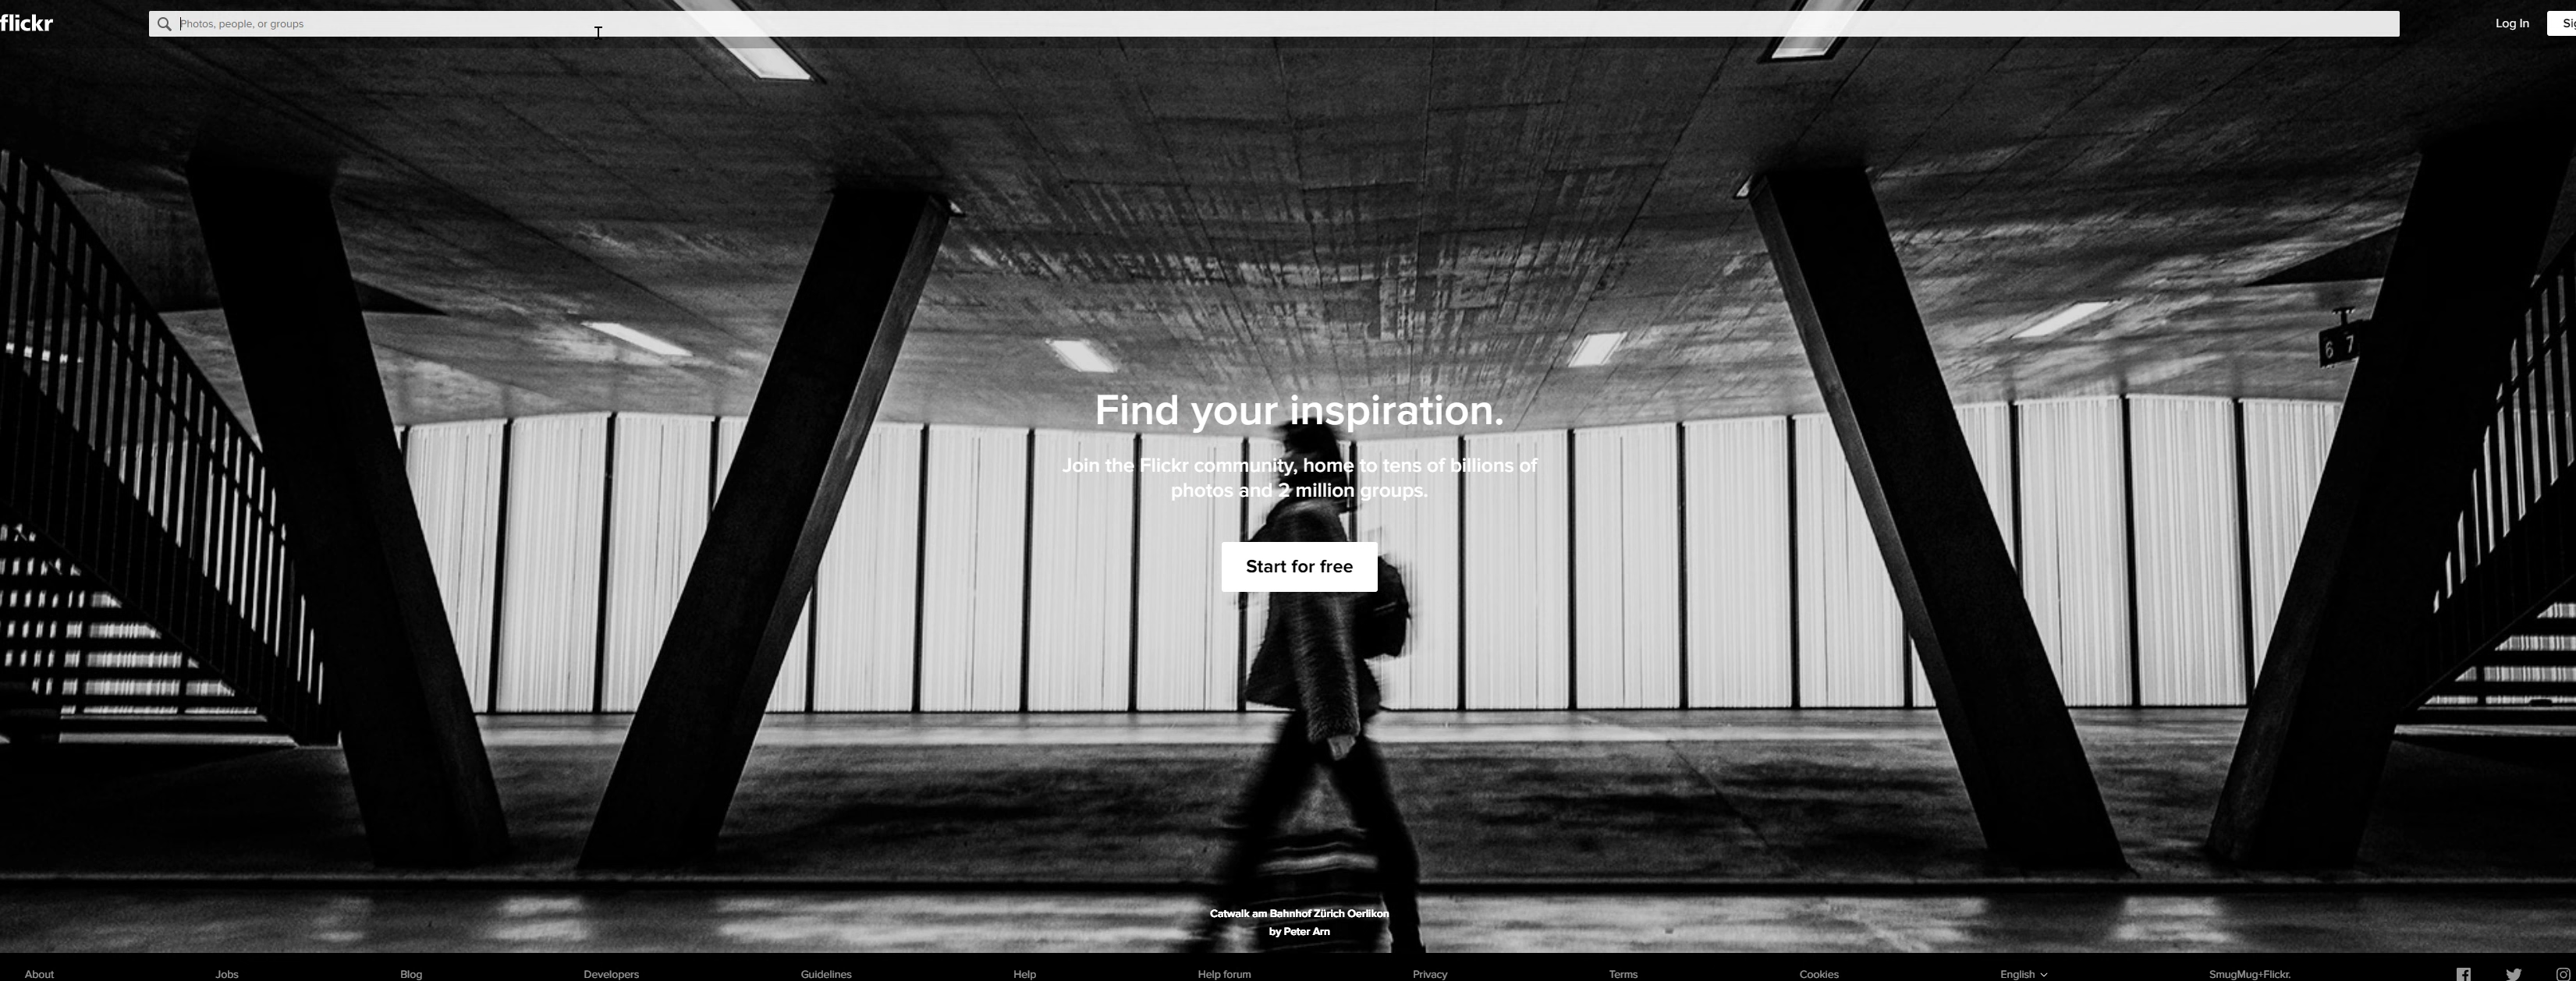 flickr
Photos, people, or groups
Log In
6 7
Find your inspiration.
Join the Flickr community, home to tens of billions of
photos and 2 million groups.
Start for free
Catwalk am Bahnhof Zürich Oerlikon
by Peter Arn
About Jobs Blog Developers Guidelines Help Help forum Privacy Terms Cookies English SmugMug+Flickr.